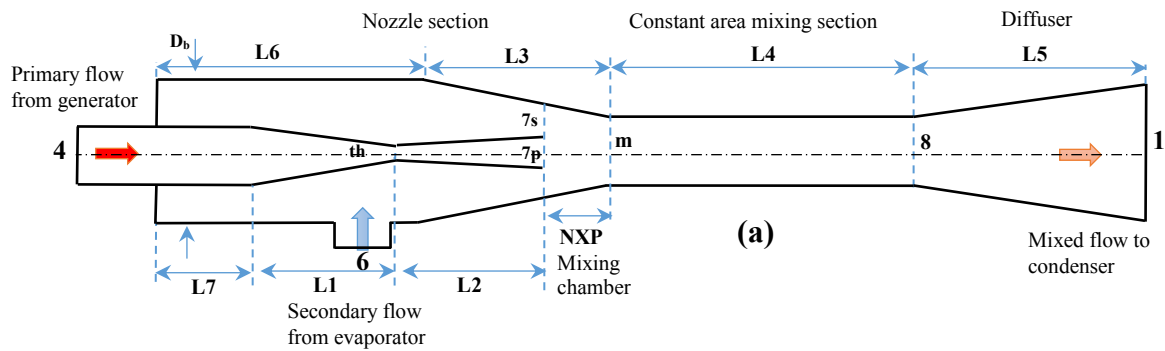 Nozzle section
Constant area mixing section
Diffuser
Db
L6
L3
L4
L5
Primary flow
from generator
7s
4
th
7p
m
8
1
(a)
6
NXP
Mixing
chamber
Mixed flow to
condenser
L7
L1
L2
Secondary flow
from evaporator